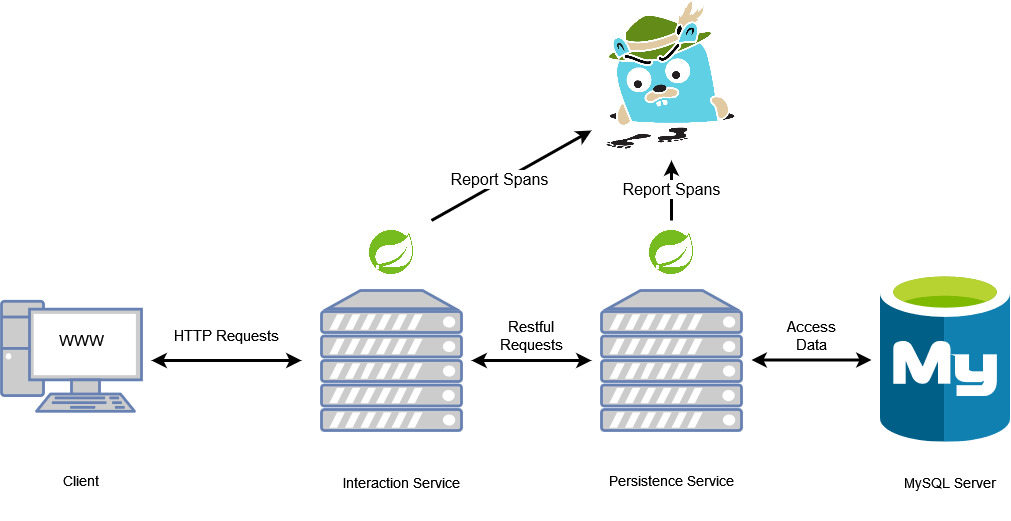 Report Spans
Report Spans
www
HTTP Requests
Restful
Requests
Access
Data
My
Client
Interaction Service
Persistence Service
MySQL Server